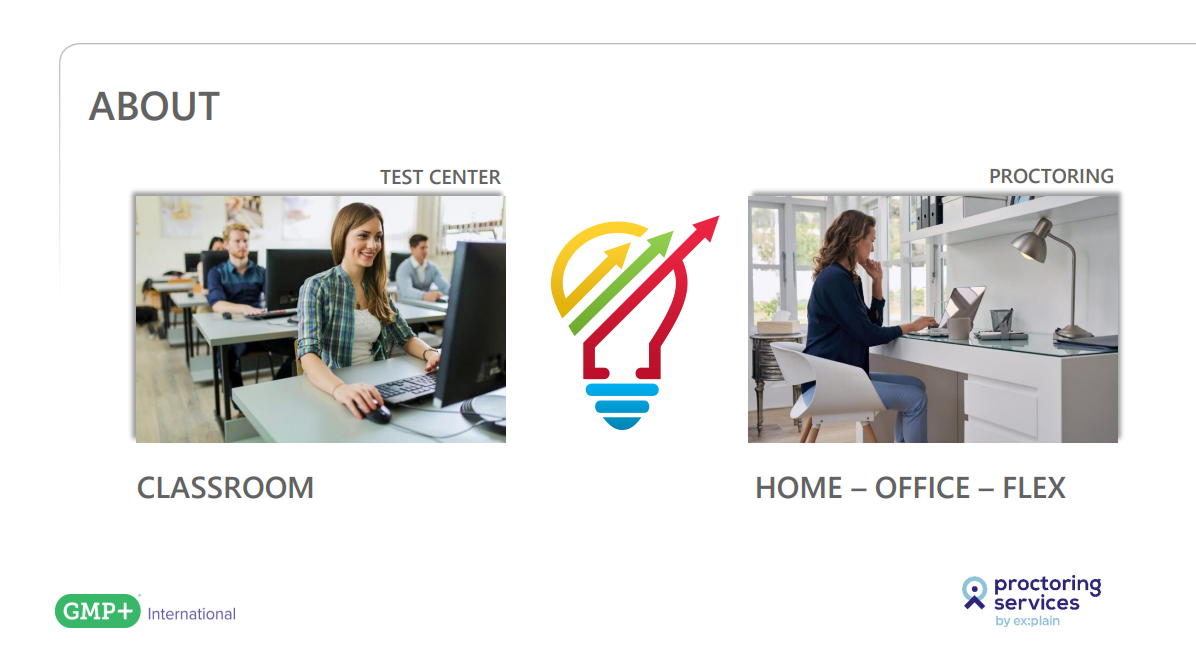 ABOUT
TEST CENTER
PROCTORING
CLASSROOM
HOME – OFFICE – FLEX
GMP+ International
proctoring
services
by ex:plain